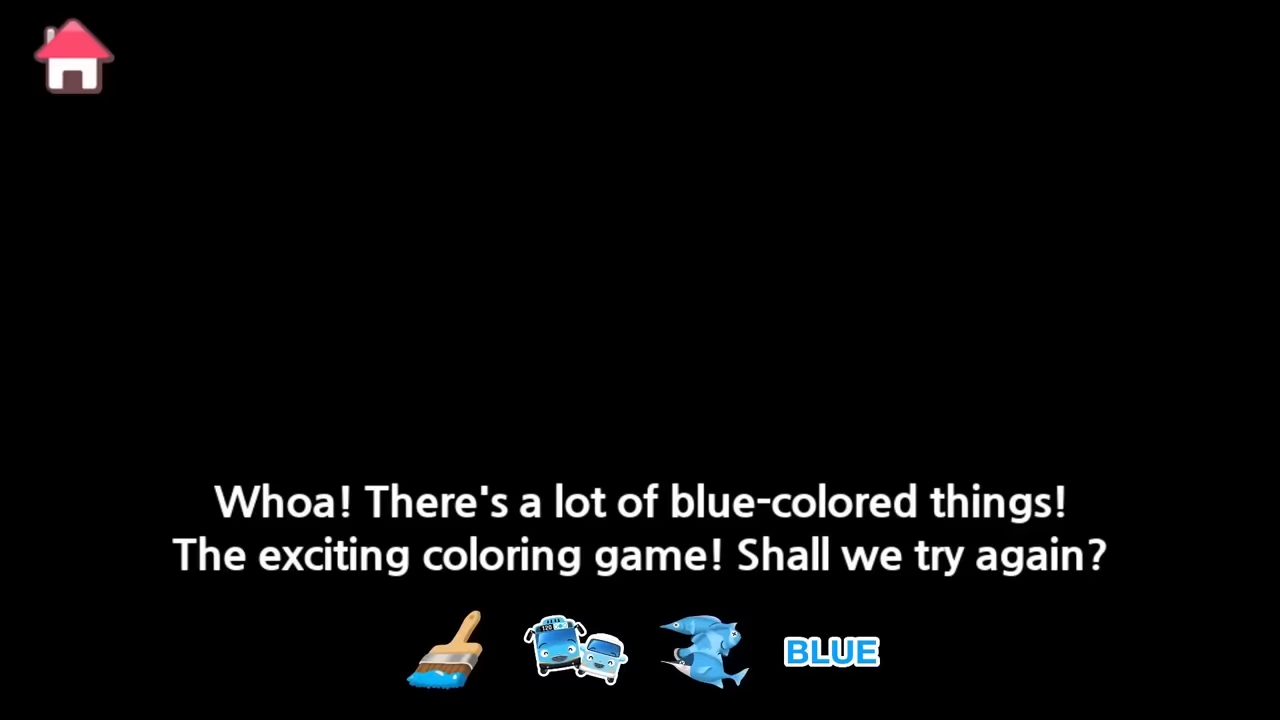 Whoa! There's a lot of blue-colored things!
The exciting coloring game! Shall we try again?
BLUE